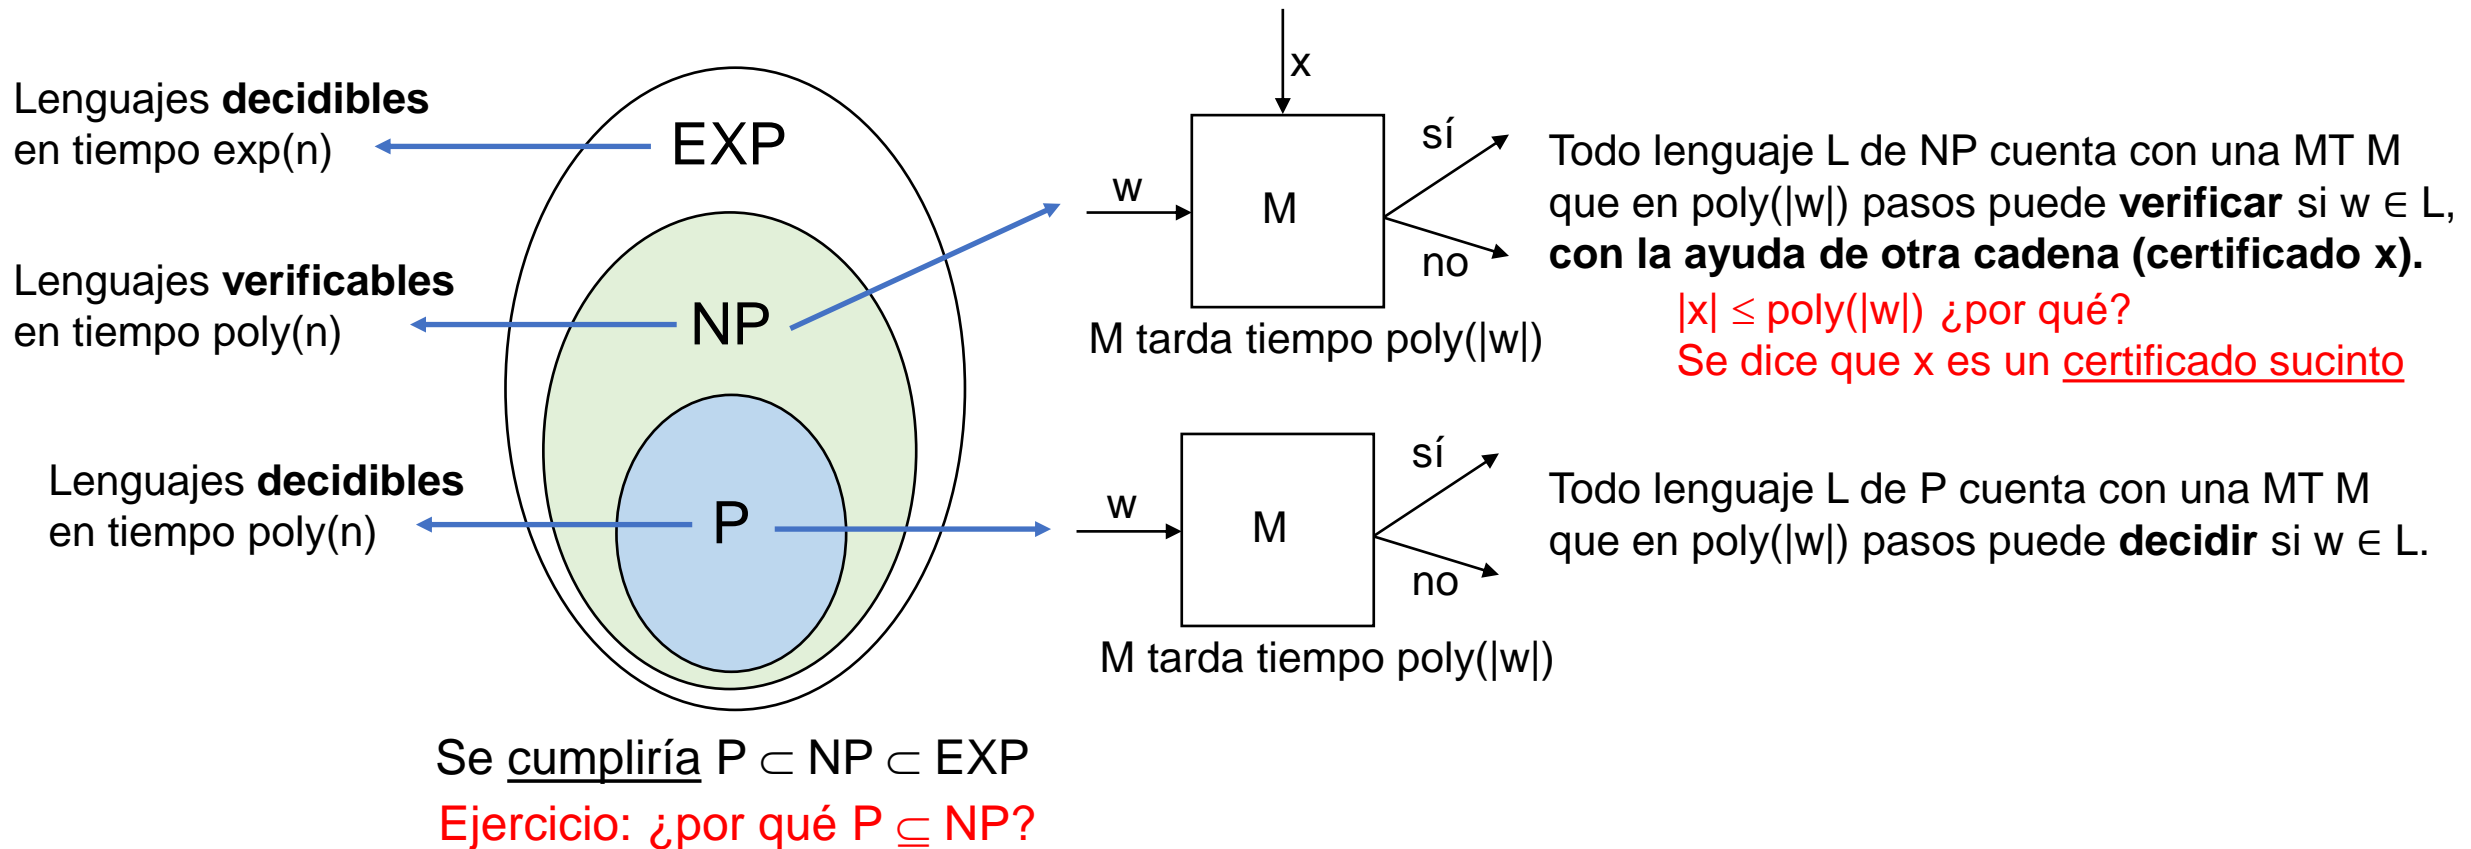 Lenguajes decidibles
en tiempo exp(n)
EXP
Lenguajes verificables
en tiempo poly(n)
NP
Lenguajes decidibles
en tiempo poly(n)
P
Se cumpliría P ⊂ NP ⊂ EXP
Ejercicio: ¿por qué P ⊆ NP?
x
w
M
sí
no
M tarda tiempo poly(|w|)
Todo lenguaje L de NP cuenta con una MT M
que en poly(|w|) pasos puede verificar si w ∈ L,
con la ayuda de otra cadena (certificado x).
|x| ≤ poly(|w|) ¿por qué?
Se dice que x es un certificado sucinto
w
M
sí
no
M tarda tiempo poly(|w|)
Todo lenguaje L de P cuenta con una MT M
que en poly(|w|) pasos puede decidir si w ∈ L.